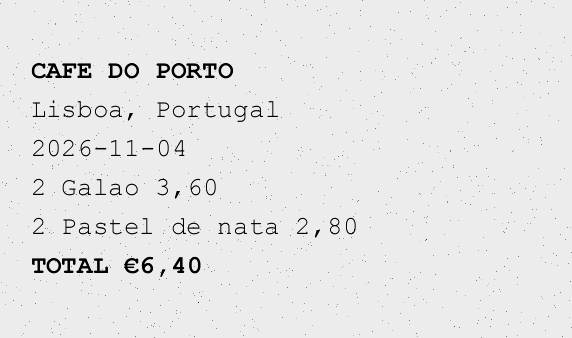 CAFE DO PORTO
Lisboa, Portugal
2026-11-04
2 Galao 3,60
2 Pastel de nata 2,80
TOTAL €6,40